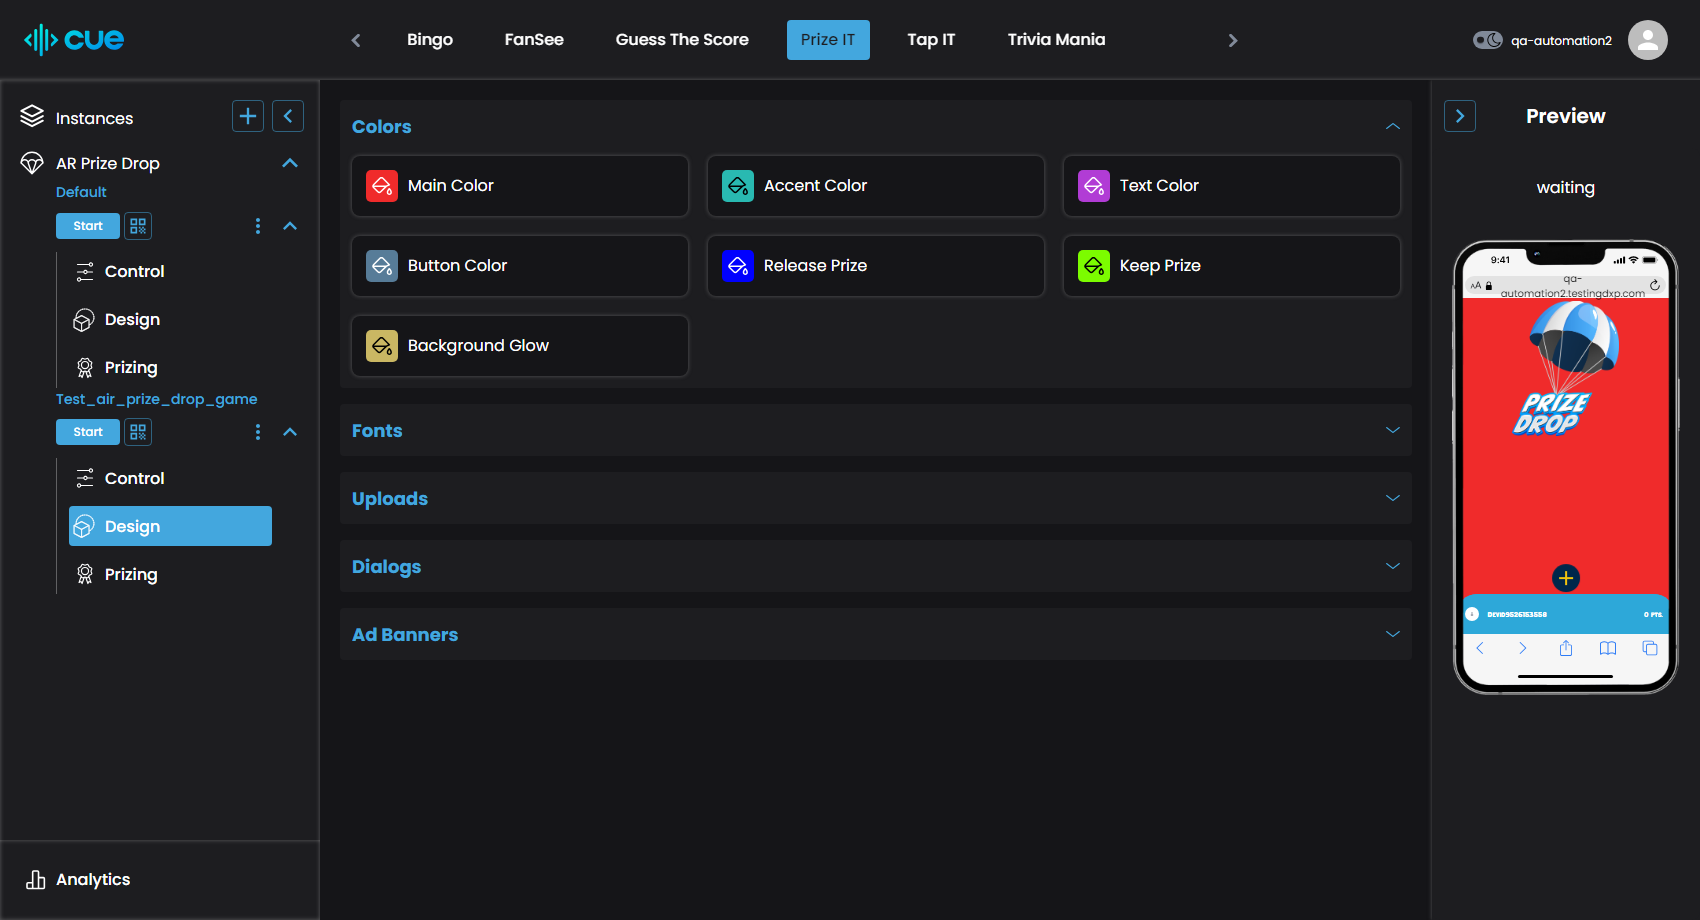 cue
Bingo
FanSee
Guess The Score
Prize IT
Tap IT
Trivia Mania
qa-automation2
Instances
AR Prize Drop
Default
Start
Control
Design
Prizing
Test_air_prize_drop_game
Start
Control
Design
Prizing
Analytics
Colors
Main Color
Accent Color
Text Color
Button Color
Release Prize
Keep Prize
Background Glow
Fonts
Uploads
Dialogs
Ad Banners
Preview
waiting
9:41
AA
qa-
automation2.testingdxp.com
PRIZE
DROP
0 PTS.